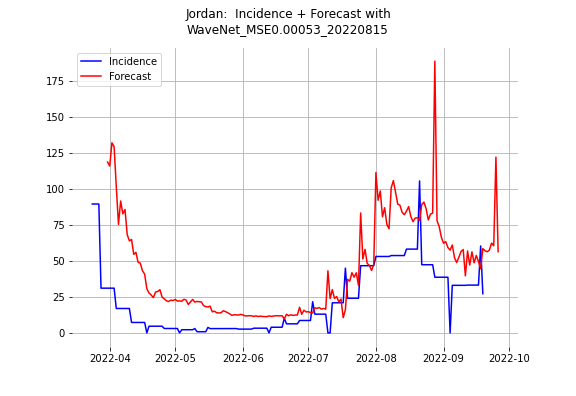 Jordan:  Incidence + Forecast with
WaveNet_MSE0.00053_20220815
Incidence
Forecast
175
150
125
100
75
50
25
0
2022-04 2022-05 2022-06 2022-07 2022-08 2022-09 2022-10